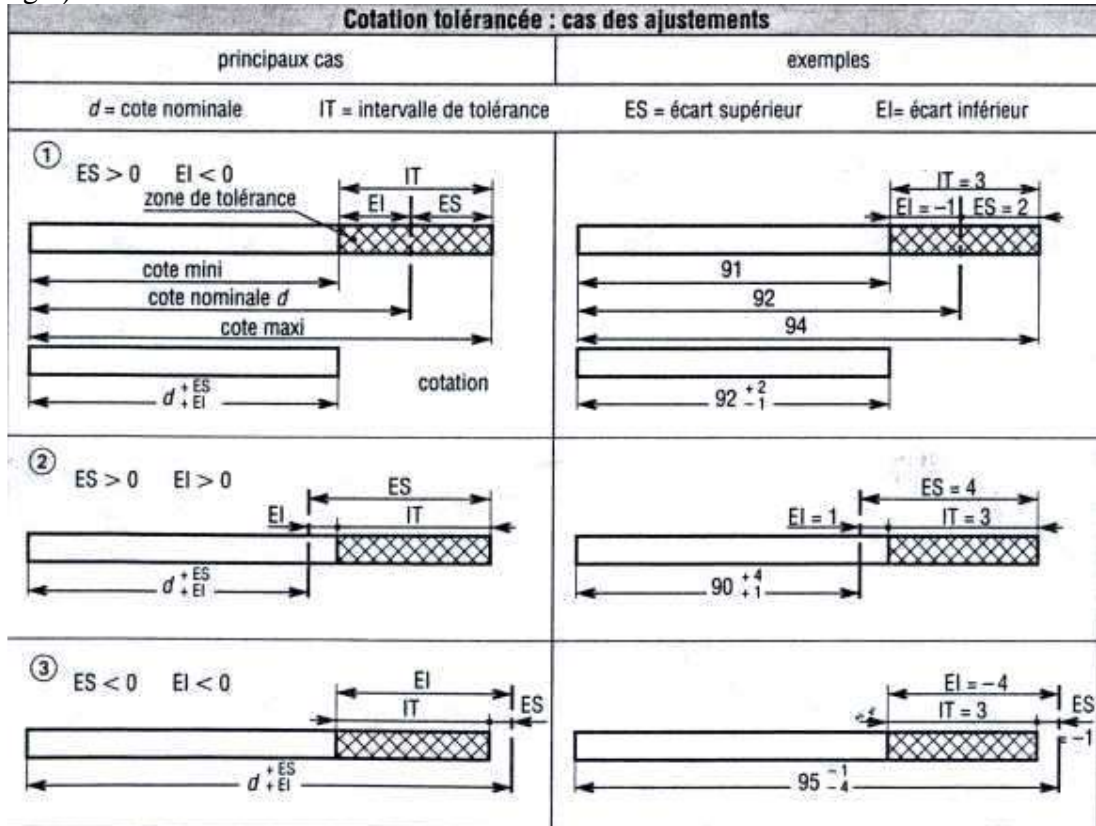 Cotation tolérancée : cas des ajustements
principaux cas
exemples
d = cote nominale IT = intervalle de tolérance ES = écart supérieur EI= écart inférieur
①
ES > 0 EI < 0
zone de tolérance
IT
EI ES
cote mini
cote nominale d
cote maxi
d + ES + EI
cotation
IT = 3
EI = –1 ES = 2
91
92
94
92 + 2 – 1
②
ES > 0 EI > 0
ES
EI IT
d + ES + EI
ES = 4
EI = 1 IT = 3
90 + 4 + 1
③
ES < 0 EI < 0
EI
IT ES
d + ES + EI
EI = –4
IT = 3 ES
= –1
95 – 1 – 4